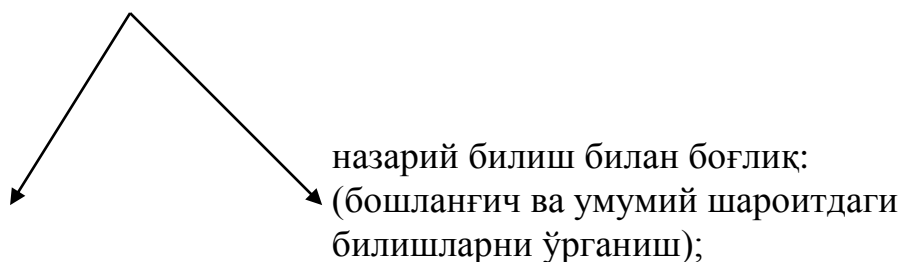 назарий билиш билан боғлиқ:
(бошланғич ва умумий шароитдаги
билишларни ўрганиш);